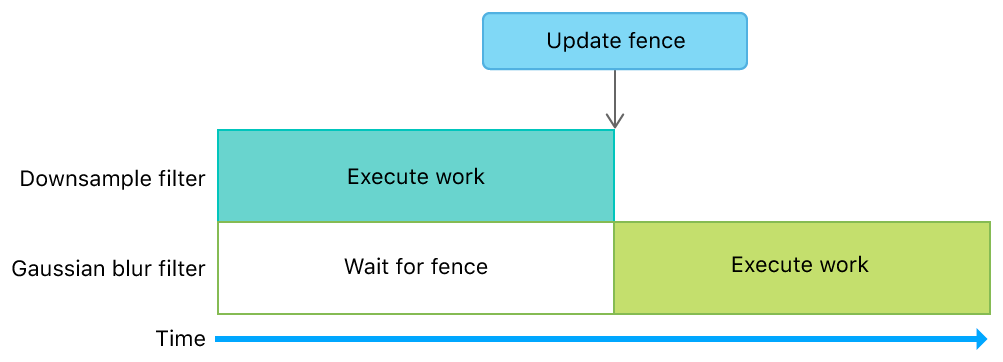 Update fence
Downsample filter
Execute work
Gaussian blur filter
Wait for fence
Execute work
Time